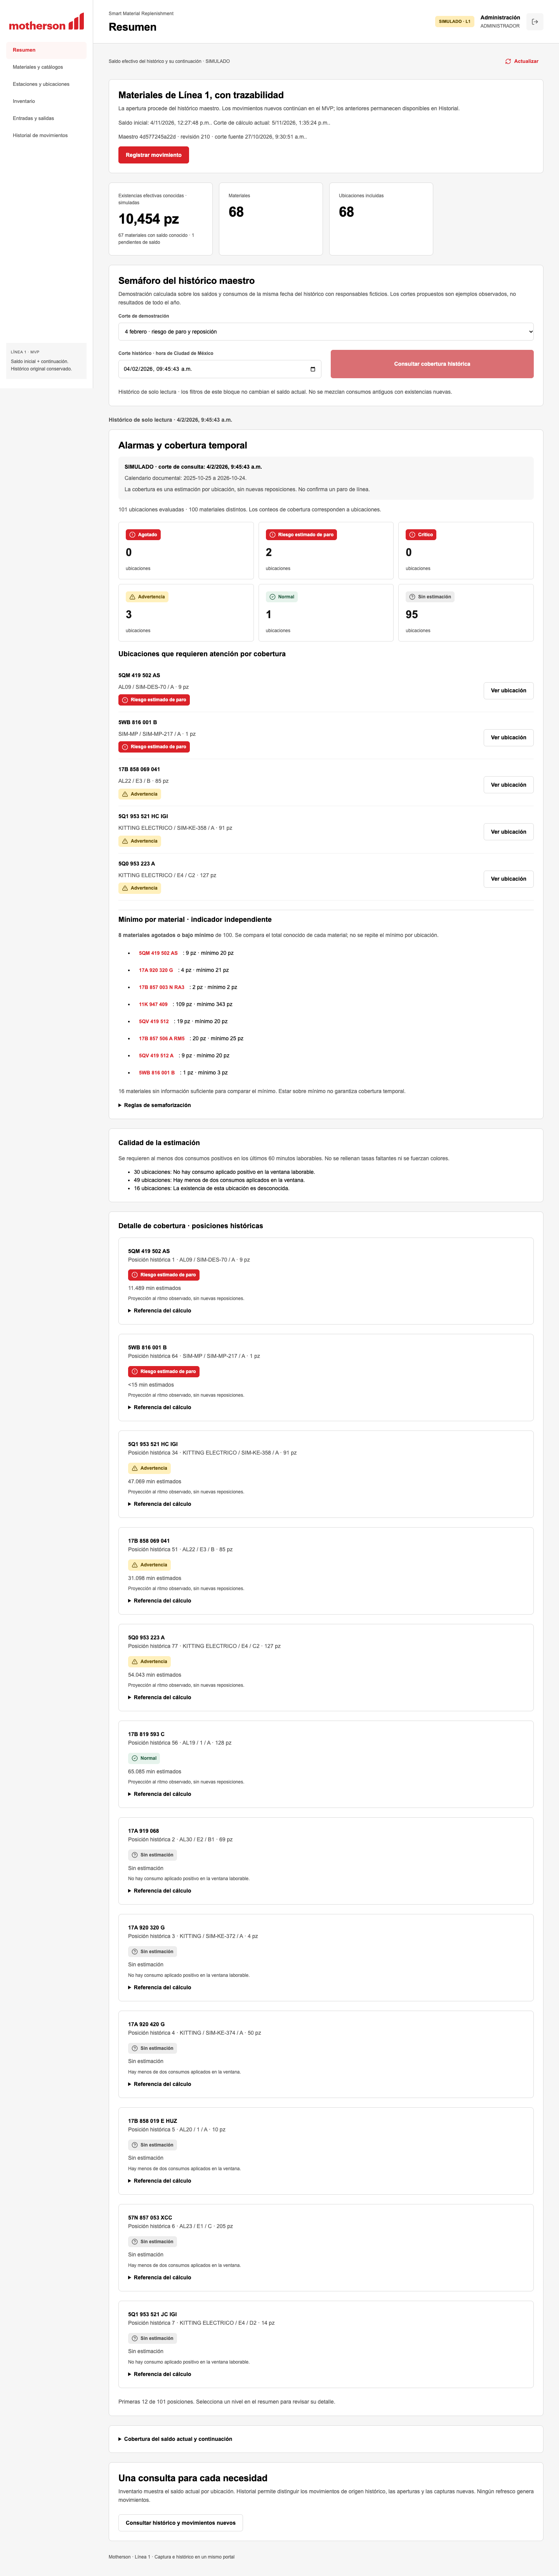 motherson
Resumen
Materiales y catálogos
Estaciones y ubicaciones
Inventario
Entradas y salidas
Historial de movimientos
LÍNEA 1 · MVP
Saldo inicial + continuación.
Histórico original conservado.
Smart Material Replenishment
Resumen
SIMULADO · L1
Administración
ADMINISTRADOR
Saldo efectivo del histórico y su continuación · SIMULADO
Actualizar
Materiales de Línea 1, con trazabilidad
La apertura procede del histórico maestro. Los movimientos nuevos continúan en el MVP; los anteriores permanecen disponibles en Historial.
Saldo inicial: 4/11/2026, 12:27:48 p.m.. Corte de cálculo actual: 5/11/2026, 1:35:24 p.m..
Maestro 4d577245a22d · revisión 210 · corte fuente 27/10/2026, 9:30:51 a.m..
Registrar movimiento
Existencias efectivas conocidas ·
simuladas
10,454 pz
67 materiales con saldo conocido · 1
pendientes de saldo
Materiales
68
Ubicaciones incluidas
68
Semáforo del histórico maestro
Demostración calculada sobre los saldos y consumos de la misma fecha del histórico con responsables ficticios. Los cortes propuestos son ejemplos observados, no
resultados de todo el año.
Corte de demostración
4 febrero · riesgo de paro y reposición
Corte histórico · hora de Ciudad de México
04/02/2026, 09:45:43 a.m.
Consultar cobertura histórica
Histórico de solo lectura · los filtros de este bloque no cambian el saldo actual. No se mezclan consumos antiguos con existencias nuevas.
Histórico de solo lectura · 4/2/2026, 9:45:43 a.m.
Alarmas y cobertura temporal
SIMULADO · corte de consulta: 4/2/2026, 9:45:43 a.m.
Calendario documental: 2025-10-25 a 2026-10-24.
La cobertura es una estimación por ubicación, sin nuevas reposiciones. No confirma un paro de línea.
101 ubicaciones evaluadas · 100 materiales distintos. Los conteos de cobertura corresponden a ubicaciones.
Agotado
0
ubicaciones
Riesgo estimado de paro
2
ubicaciones
Crítico
0
ubicaciones
Advertencia
3
ubicaciones
Normal
1
ubicaciones
Sin estimación
95
ubicaciones
Ubicaciones que requieren atención por cobertura
5QM 419 502 AS
AL09 / SIM-DES-70 / A · 9 pz
Riesgo estimado de paro
Ver ubicación
5WB 816 001 B
SIM-MP / SIM-MP-217 / A · 1 pz
Riesgo estimado de paro
Ver ubicación
17B 858 069 041
AL22 / E3 / B · 85 pz
Advertencia
Ver ubicación
5Q1 953 521 HC IGI
KITTING ELECTRICO / SIM-KE-358 / A · 91 pz
Advertencia
Ver ubicación
5Q0 953 223 A
KITTING ELECTRICO / E4 / C2 · 127 pz
Advertencia
Ver ubicación
Mínimo por material · indicador independiente
8 materiales agotados o bajo mínimo de 100. Se compara el total conocido de cada material; no se repite el mínimo por ubicación.
5QM 419 502 AS : 9 pz · mínimo 20 pz
17A 920 320 G : 4 pz · mínimo 21 pz
17B 857 003 N RA3 : 2 pz · mínimo 2 pz
11K 947 409 : 109 pz · mínimo 343 pz
5QV 419 512 : 19 pz · mínimo 20 pz
17B 857 506 A RM5 : 20 pz · mínimo 25 pz
5QV 419 512 A : 9 pz · mínimo 20 pz
5WB 816 001 B : 1 pz · mínimo 3 pz
16 materiales sin información suficiente para comparar el mínimo. Estar sobre mínimo no garantiza cobertura temporal.
Reglas de semaforización
Calidad de la estimación
Se requieren al menos dos consumos positivos en los últimos 60 minutos laborables. No se rellenan tasas faltantes ni se fuerzan colores.
30 ubicaciones: No hay consumo aplicado positivo en la ventana laborable.
49 ubicaciones: Hay menos de dos consumos aplicados en la ventana.
16 ubicaciones: La existencia de esta ubicación es desconocida.
Detalle de cobertura · posiciones históricas
5QM 419 502 AS
Posición histórica 1 · AL09 / SIM-DES-70 / A · 9 pz
Riesgo estimado de paro
11.489 min estimados
Proyección al ritmo observado, sin nuevas reposiciones.
Referencia del cálculo
5WB 816 001 B
Posición histórica 64 · SIM-MP / SIM-MP-217 / A · 1 pz
Riesgo estimado de paro
<15 min estimados
Proyección al ritmo observado, sin nuevas reposiciones.
Referencia del cálculo
5Q1 953 521 HC IGI
Posición histórica 34 · KITTING ELECTRICO / SIM-KE-358 / A · 91 pz
Advertencia
47.069 min estimados
Proyección al ritmo observado, sin nuevas reposiciones.
Referencia del cálculo
17B 858 069 041
Posición histórica 51 · AL22 / E3 / B · 85 pz
Advertencia
31.098 min estimados
Proyección al ritmo observado, sin nuevas reposiciones.
Referencia del cálculo
5Q0 953 223 A
Posición histórica 77 · KITTING ELECTRICO / E4 / C2 · 127 pz
Advertencia
54.043 min estimados
Proyección al ritmo observado, sin nuevas reposiciones.
Referencia del cálculo
17B 819 593 C
Posición histórica 56 · AL19 / 1 / A · 128 pz
Normal
65.085 min estimados
Proyección al ritmo observado, sin nuevas reposiciones.
Referencia del cálculo
17A 919 068
Posición histórica 2 · AL30 / E2 / B1 · 69 pz
Sin estimación
Sin estimación
No hay consumo aplicado positivo en la ventana laborable.
Referencia del cálculo
17A 920 320 G
Posición histórica 3 · KITTING / SIM-KE-372 / A · 4 pz
Sin estimación
Sin estimación
No hay consumo aplicado positivo en la ventana laborable.
Referencia del cálculo
17A 920 420 G
Posición histórica 4 · KITTING / SIM-KE-374 / A · 50 pz
Sin estimación
Sin estimación
Hay menos de dos consumos aplicados en la ventana.
Referencia del cálculo
17B 858 019 E HUZ
Posición histórica 5 · AL20 / 1 / A · 10 pz
Sin estimación
Sin estimación
Hay menos de dos consumos aplicados en la ventana.
Referencia del cálculo
57N 857 053 XCC
Posición histórica 6 · AL23 / E1 / C · 205 pz
Sin estimación
Sin estimación
Hay menos de dos consumos aplicados en la ventana.
Referencia del cálculo
5Q1 953 521 JC IGI
Posición histórica 7 · KITTING ELECTRICO / E4 / D2 · 14 pz
Sin estimación
Sin estimación
No hay consumo aplicado positivo en la ventana laborable.
Referencia del cálculo
Primeras 12 de 101 posiciones. Selecciona un nivel en el resumen para revisar su detalle.
Cobertura del saldo actual y continuación
Una consulta para cada necesidad
Inventario muestra el saldo actual por ubicación. Historial permite distinguir los movimientos de origen histórico, las aperturas y las capturas nuevas. Ningún refresco genera
movimientos.
Consultar histórico y movimientos nuevos
Motherson · Línea 1 · Captura e histórico en un mismo portal